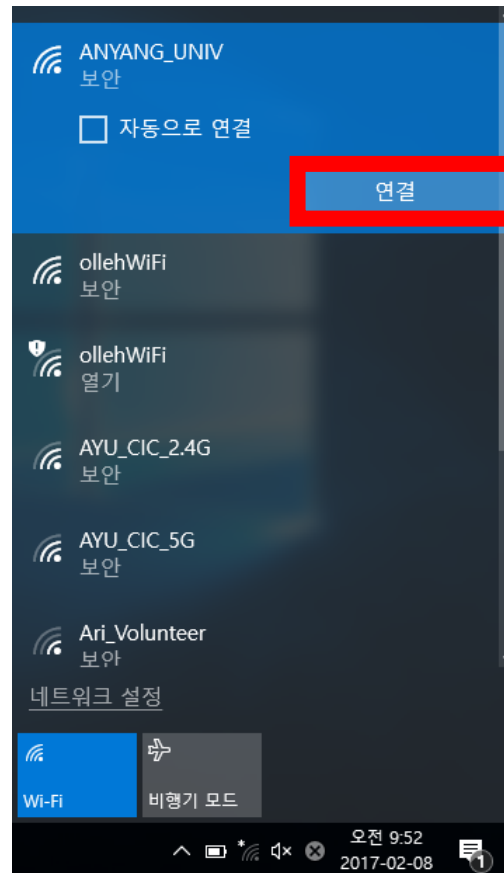 ANYANG_UNIV
보안
자동으로 연결
연결
ollehWiFi
보안
ollehWiFi
열기
AYU_CIC_2.4G
보안
AYU_CIC_5G
보안
Ari_Volunteer
보안
네트워크 설정
Wi-Fi
비행기 모드
오전 9:52
2017-02-08
1